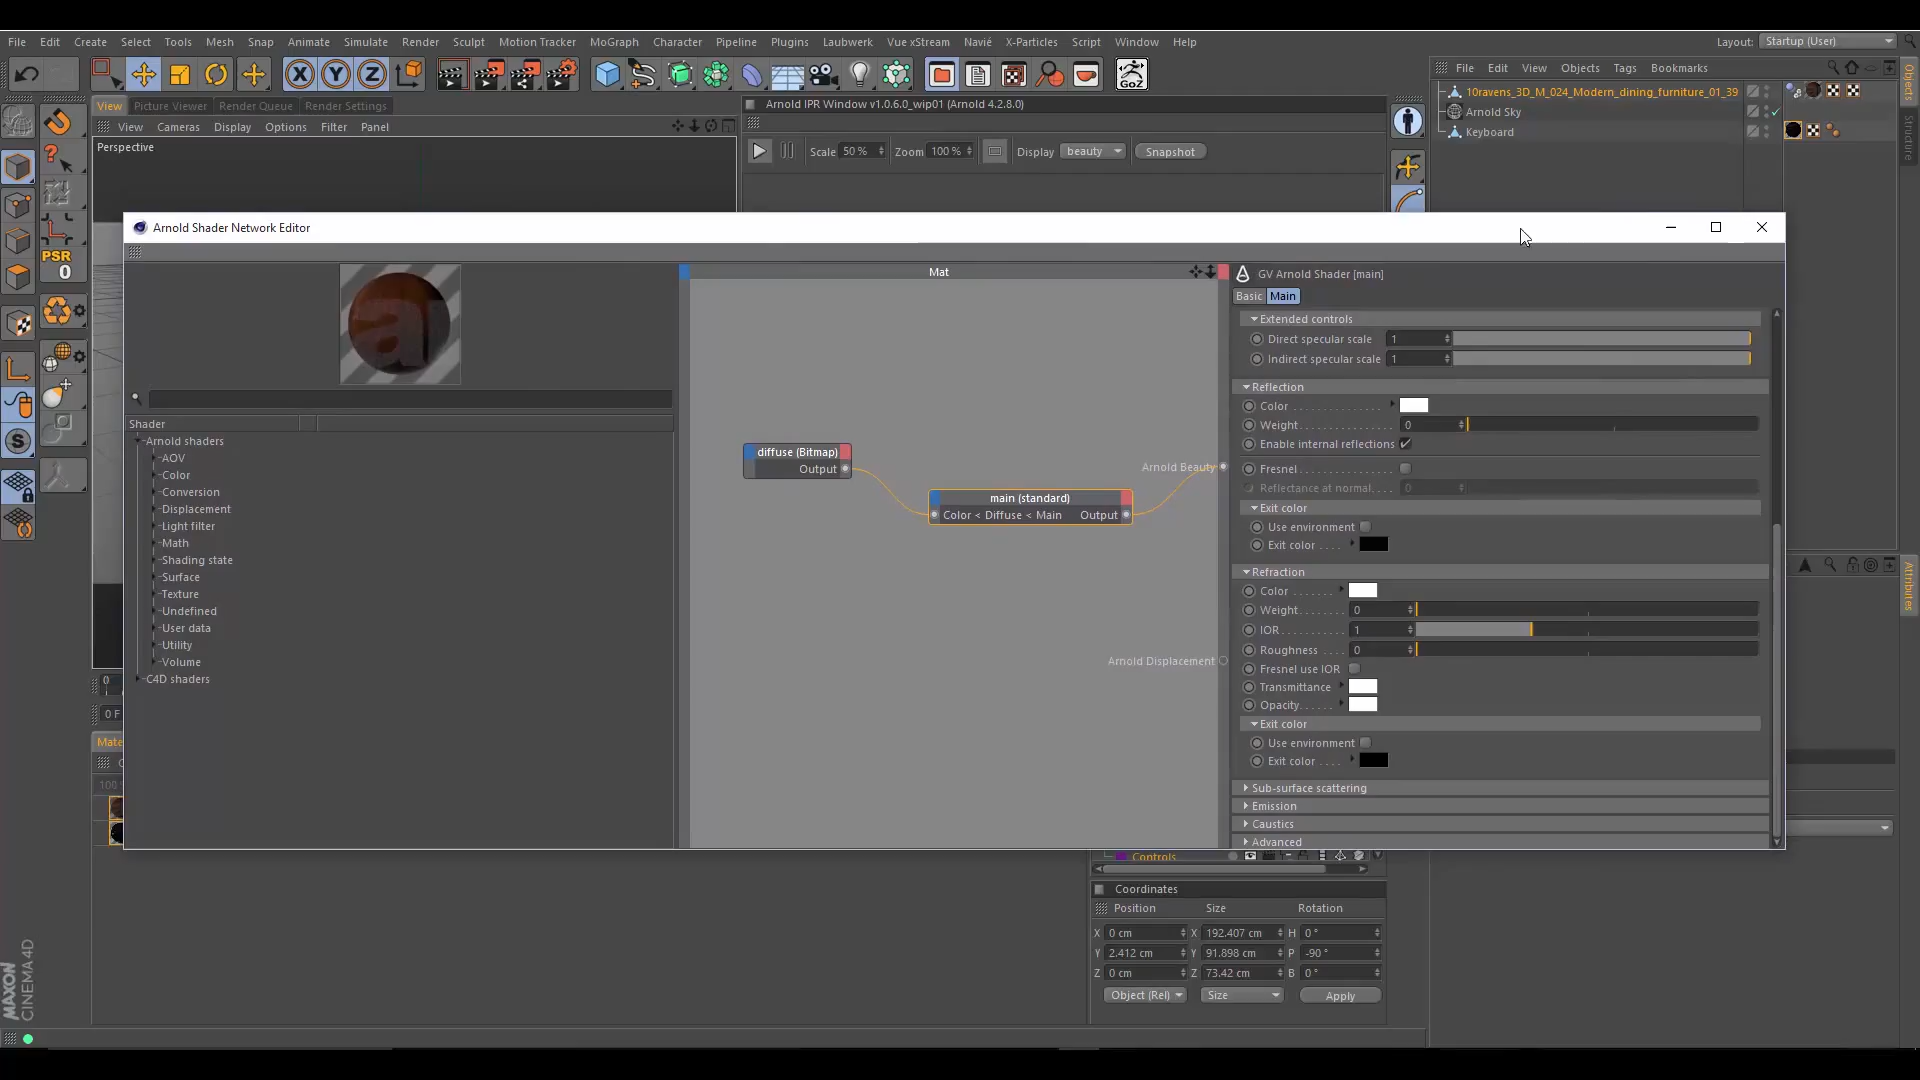 File Edit Create Select Tools Mesh Snap Animate Simulate Render Sculpt Motion Tracker MoGraph Character Pipeline Plugins Laubwerk Vue xStream Navié X-Particles Script Window Help
Layout: Startup (User)
X Y Z
GoZ
File Edit View Objects Tags Bookmarks
10ravens_3D_M_024_Modern_dining_furniture_01_39
Arnold Sky
Keyboard
Objects
Structure
Attributes
View Picture Viewer Render Queue Render Settings
View Cameras Display Options Filter Panel
Perspective
Arnold IPR Window v1.0.6.0_wip01 (Arnold 4.2.8.0)
Scale 50 % Zoom 100 % Display beauty Snapshot
PSR
0
Arnold Shader Network Editor
Shader
Arnold shaders
AOV
Color
Conversion
Displacement
Light filter
Math
Shading state
Surface
Texture
Undefined
User data
Utility
Volume
C4D shaders
Mat
diffuse (Bitmap)
Output
main (standard)
Color < Diffuse < Main Output
Arnold Beauty
Arnold Displacement
GV Arnold Shader [main]
Basic Main
Extended controls
Direct specular scale 1
Indirect specular scale 1
Reflection
Color
Weight 0
Enable internal reflections
Fresnel
Reflectance at normal 0
Exit color
Use environment
Exit color
Refraction
Color
Weight 0
IOR 1
Roughness 0
Fresnel use IOR
Transmittance
Opacity
Exit color
Use environment
Exit color
Sub-surface scattering
Emission
Caustics
Advanced
0
0 F
Mate
100
Controls
Coordinates
Position Size Rotation
X 0 cm X 192.407 cm H 0 °
Y 2.412 cm Y 91.898 cm P -90 °
Z 0 cm Z 73.42 cm B 0 °
Object (Rel) Size Apply
MAXON
CINEMA 4D